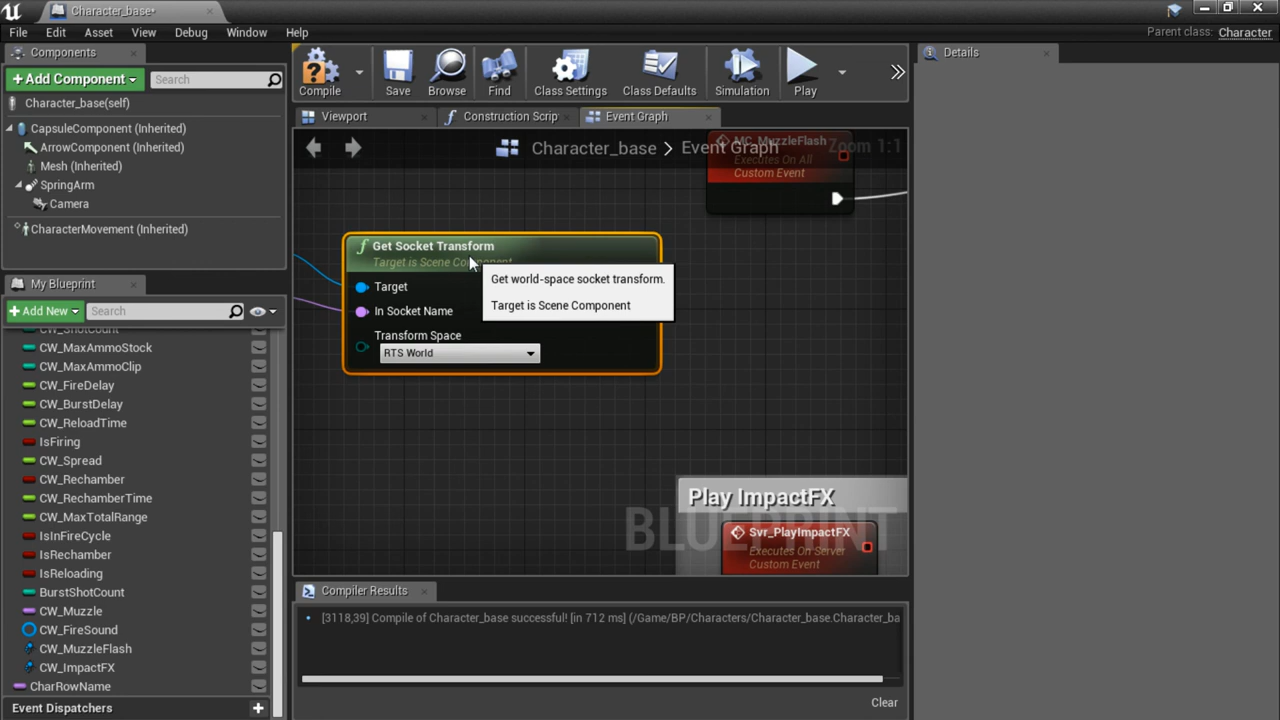 Character_base*
File Edit Asset View Debug Window Help
Parent class: Character
Components
+Add Component Search
Character_base(self)
CapsuleComponent (Inherited)
ArrowComponent (Inherited)
Mesh (Inherited)
SpringArm
Camera
CharacterMovement (Inherited)
My Blueprint
+Add New Search
CW_ShotCount
CW_MaxAmmoStock
CW_MaxAmmoClip
CW_FireDelay
CW_BurstDelay
CW_ReloadTime
IsFiring
CW_Spread
CW_Rechamber
CW_RechamberTime
CW_MaxTotalRange
IsInFireCycle
IsRechamber
IsReloading
BurstShotCount
CW_Muzzle
CW_FireSound
CW_MuzzleFlash
CW_ImpactFX
CharRowName
Event Dispatchers +
Compile Save Browse Find Class Settings Class Defaults Simulation Play
Viewport Construction Scrip Event Graph
Character_base > Event Graph
Zoom 1:1
MC_MuzzleFlash
Executes On All
Custom Event
Get Socket Transform
Target is Scene Component
Target
In Socket Name
Transform Space
RTS World
Get world-space socket transform.
Target is Scene Component
Play ImpactFX
BLUEPRINT
Svr_PlayImpactFX
Executes On Server
Custom Event
Compiler Results
[3118,39] Compile of Character_base successful! [in 712 ms] (/Game/BP/Characters/Character_base.Character_ba
Clear
Details